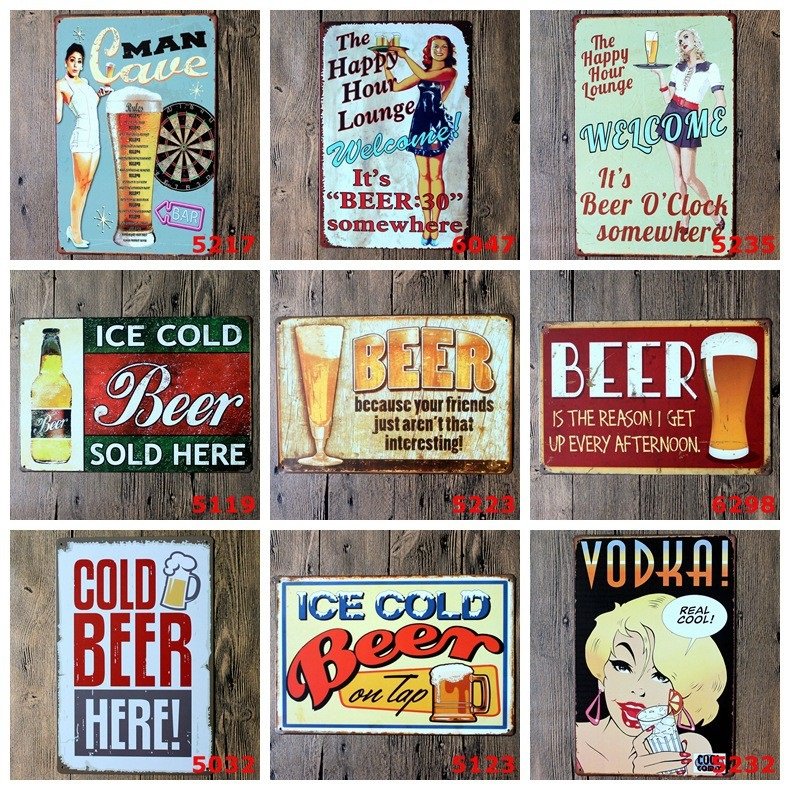 MAN
Cave
Rules
BAR
5217
The
Happy
Hour
Lounge
Welcome!
It's
"BEER:30"
somewhere
6047
The
Happy
Hour
Lounge
WELCOME
It's
Beer O'Clock
somewhere
5235
ICE COLD
Beer
Beer
SOLD HERE
5119
BEER
because your friends
just aren't that
interesting!
5223
BEER
IS THE REASON I GET
UP EVERY AFTERNOON.
6298
COLD
BEER
HERE!
5032
ICE COLD
Beer
on Tap
5123
VODKA!
REAL
COOL!
5232